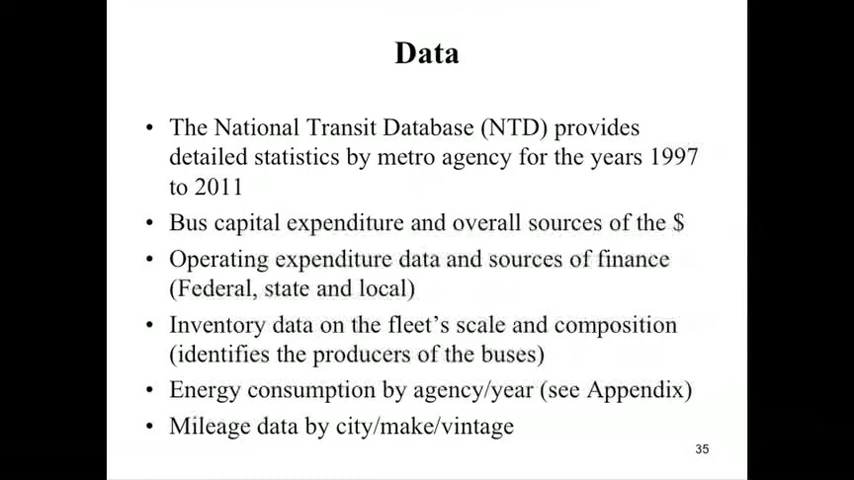 Data
• The National Transit Database (NTD) provides
detailed statistics by metro agency for the years 1997
to 2011
• Bus capital expenditure and overall sources of the $
• Operating expenditure data and sources of finance
(Federal, state and local)
• Inventory data on the fleet's scale and composition
(identifies the producers of the buses)
• Energy consumption by agency/year (see Appendix)
• Mileage data by city/make/vintage
35